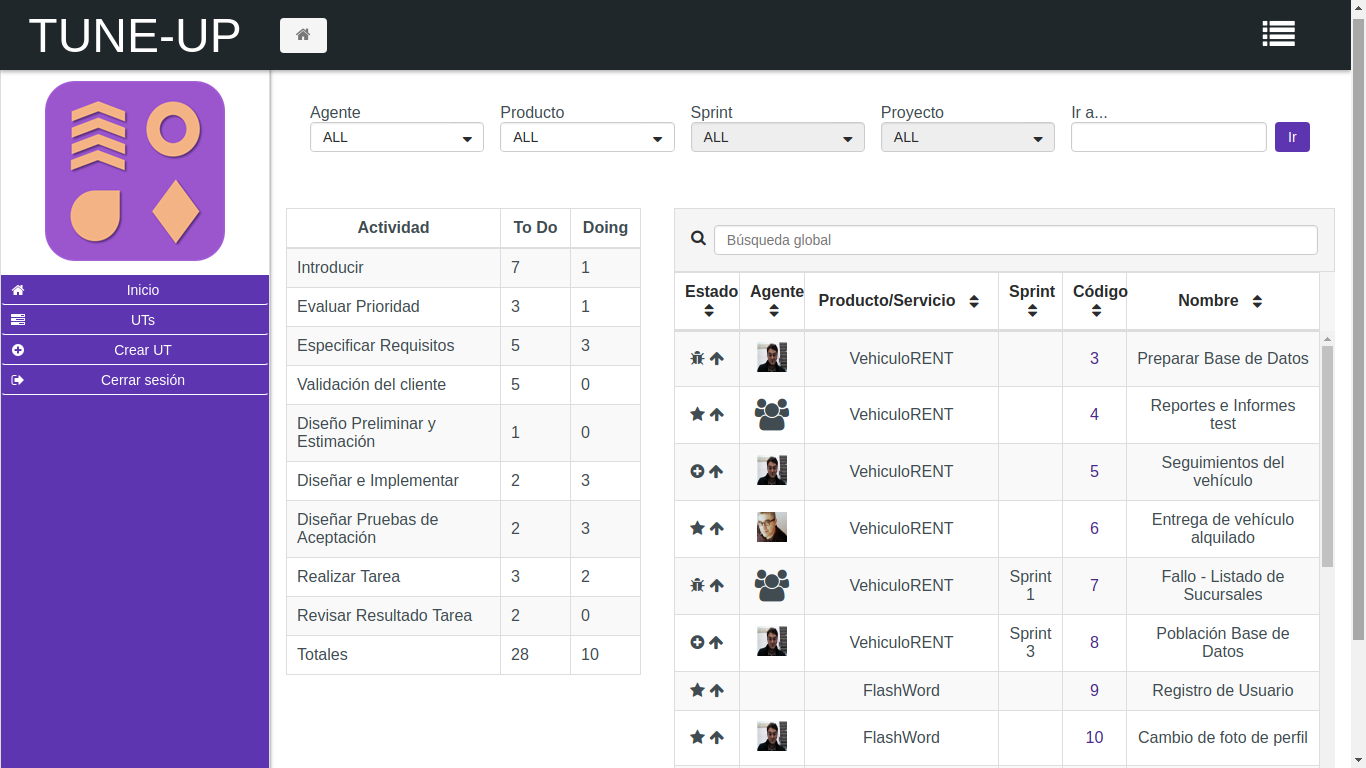 TUNE-UP
Inicio
UTs
Crear UT
Cerrar sesión
Agente Producto Sprint Proyecto Ir a...
ALL ALL ALL ALL Ir
Actividad To Do Doing
Introducir 7 1
Evaluar Prioridad 3 1
Especificar Requisitos 5 3
Validación del cliente 5 0
Diseño Preliminar y
Estimación 1 0
Diseñar e Implementar 2 3
Diseñar Pruebas de
Aceptación 2 3
Realizar Tarea 3 2
Revisar Resultado Tarea 2 0
Totales 28 10
Búsqueda global
Estado Agente Producto/Servicio Sprint Código Nombre
VehiculoRENT 3 Preparar Base de Datos
VehiculoRENT 4 Reportes e Informes
test
VehiculoRENT 5 Seguimientos del
vehículo
VehiculoRENT 6 Entrega de vehículo
alquilado
VehiculoRENT Sprint 7 Fallo - Listado de
1 Sucursales
VehiculoRENT Sprint 8 Población Base de
3 Datos
FlashWord 9 Registro de Usuario
FlashWord 10 Cambio de foto de perfil